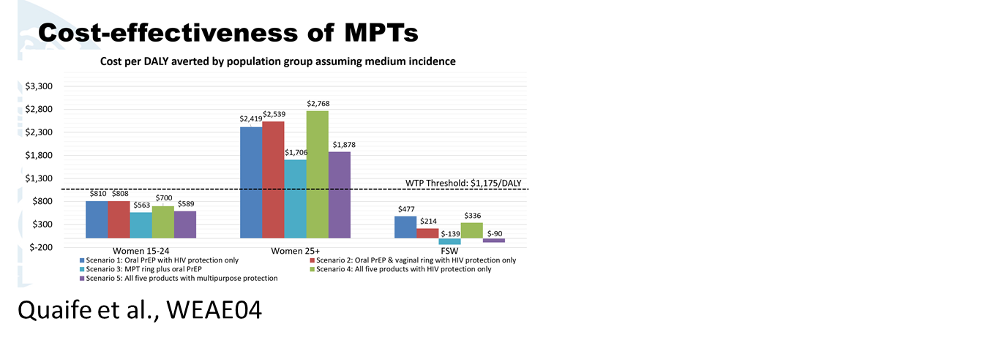 Cost-effectiveness of MPTs
Cost per DALY averted by population group assuming medium incidence
$3,300
$2,800
$2,300
$1,800
$1,300
$800
$300
$-200
$810
$808
$563
$700
$589
$2,419
$2,539
$1,706
$2,768
$1,878
WTP Threshold: $1,175/DALY
$477
$214
$-139
$336
$-90
Women 15-24
Women 25+
FSW
Scenario 1: Oral PrEP with HIV protection only
Scenario 2: Oral PrEP & vaginal ring with HIV protection only
Scenario 3: MPT ring plus oral PrEP
Scenario 4: All five products with HIV protection only
Scenario 5: All five products with multipurpose protection
Quaife et al., WEAE04